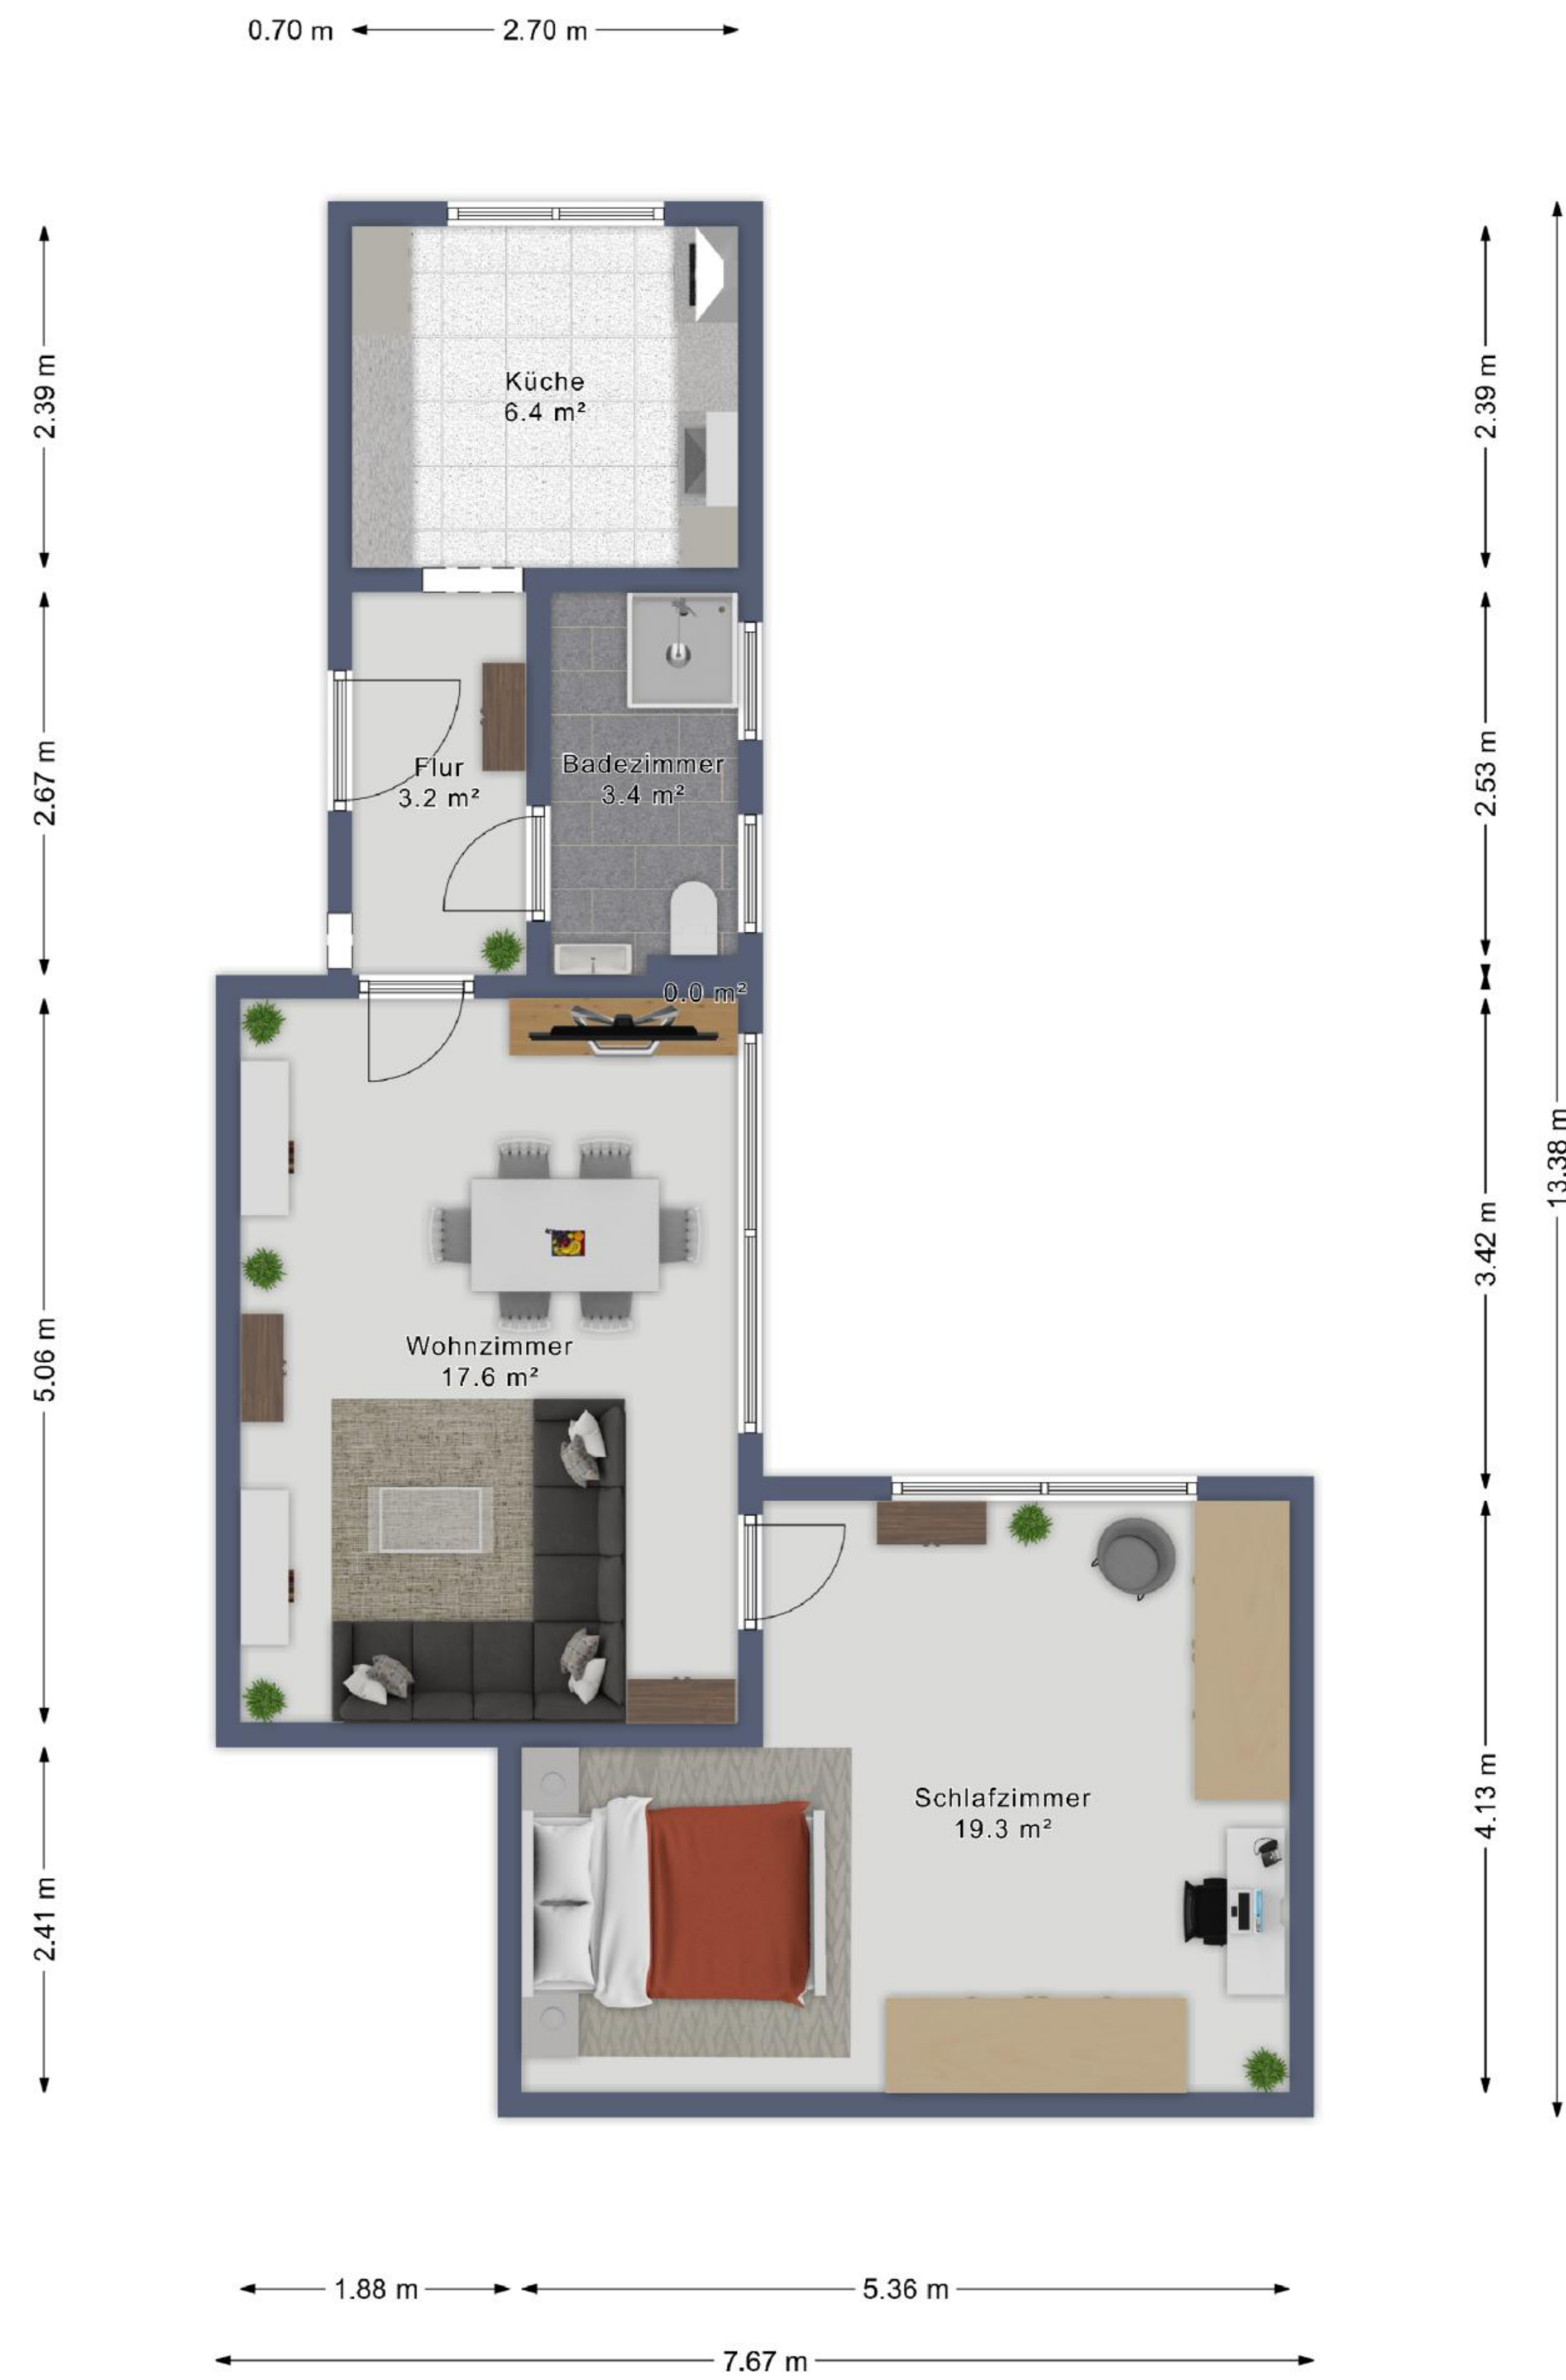 0.70 m
2.70 m
2.39 m
2.39 m
Küche
6.4 m²
2.67 m
2.53 m
Flur
3.2 m²
Badezimmer
3.4 m²
0.0 m²
13.38 m
3.42 m
5.06 m
Wohnzimmer
17.6 m²
4.13 m
Schlafzimmer
19.3 m²
2.41 m
1.88 m
5.36 m
7.67 m